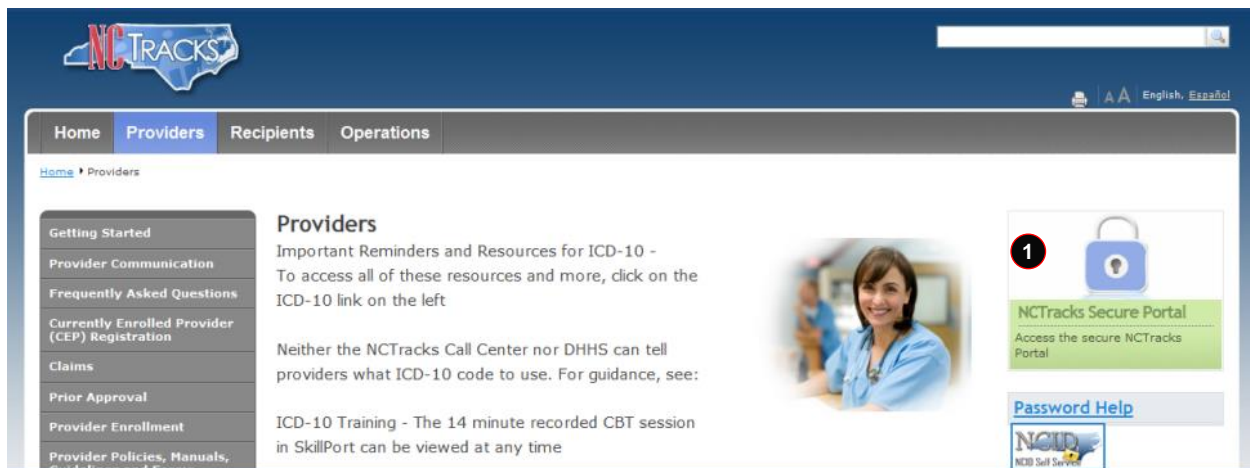 NCTRACKS
A A English, Español
Home Providers Recipients Operations
Home Providers
Getting Started
Provider Communication
Frequently Asked Questions
Currently Enrolled Provider
(CEP) Registration
Claims
Prior Approval
Provider Enrollment
Provider Policies, Manuals,
Providers
Important Reminders and Resources for ICD-10 -
To access all of these resources and more, click on the
ICD-10 link on the left
Neither the NCTracks Call Center nor DHHS can tell
providers what ICD-10 code to use. For guidance, see:
ICD-10 Training - The 14 minute recorded CBT session
in SkillPort can be viewed at any time
1
NCTracks Secure Portal
Access the secure NCTracks
Portal
Password Help
NCID
NCID Self Service